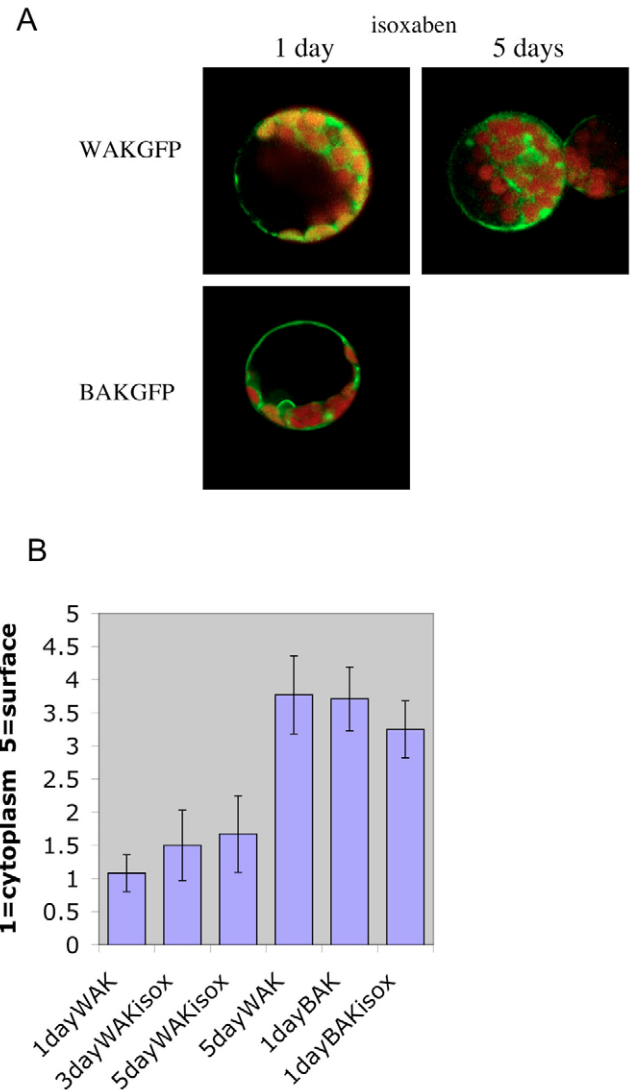 A
isoxaben
1 day 5 days
WAKGFP
BAKGFP
B
5
4.5
4
3.5
3
2.5
2
1.5
1
0.5
0
1=cytoplasm 5=surface
1dayWAK
3dayWAKisox
5dayWAKisox
5dayWAK
1dayBAK
1dayBAKisox